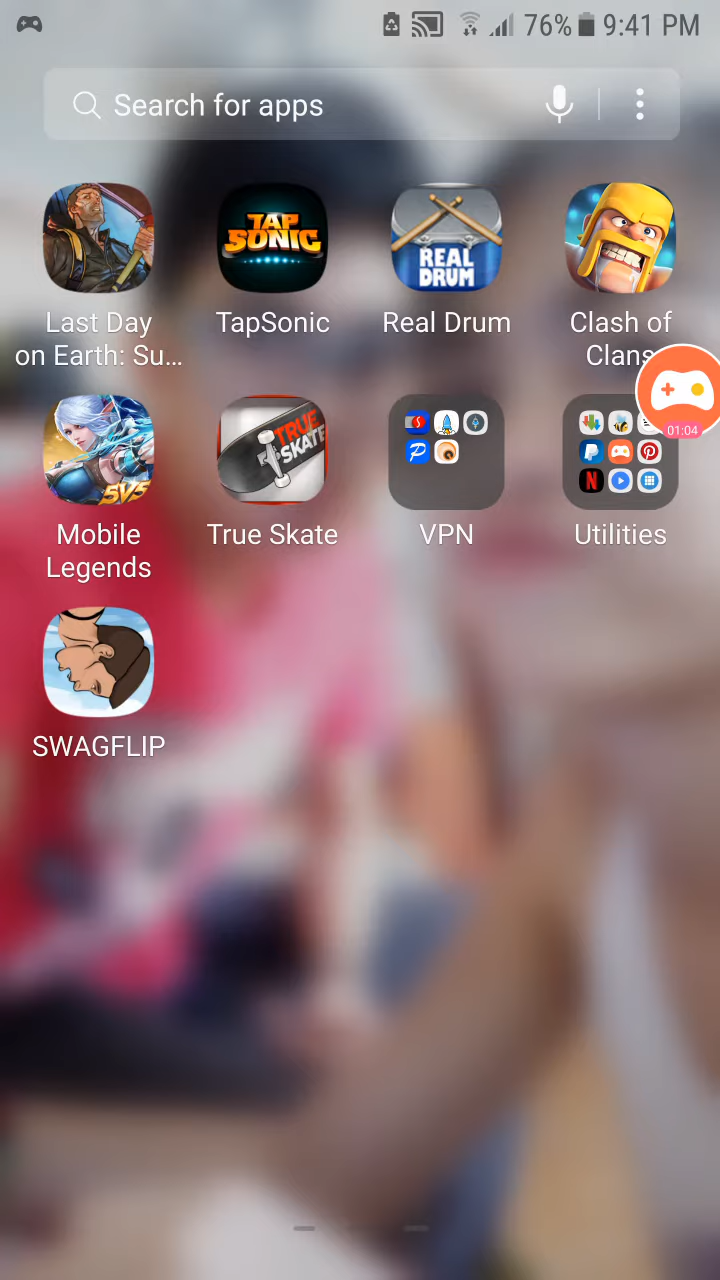 76% 9:41 PM
Search for apps
TAP
SONIC
REAL
DRUM
Last Day
on Earth: Su...
TapSonic
Real Drum
Clash of
Clans
01:04
5V5
TRUE
SKATE
Mobile
Legends
True Skate
VPN
Utilities
SWAGFLIP